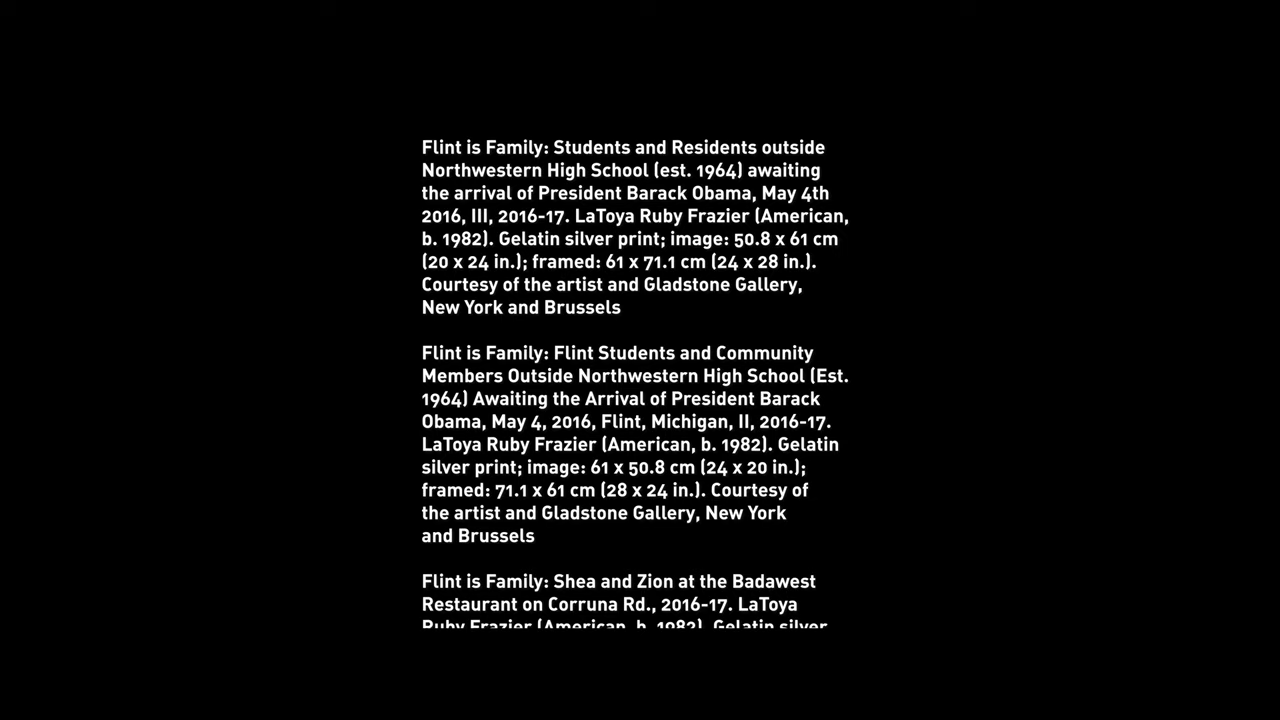 Flint is Family: Students and Residents outside
Northwestern High School (est. 1964) awaiting
the arrival of President Barack Obama, May 4th
2016, III, 2016-17. LaToya Ruby Frazier (American,
b. 1982). Gelatin silver print; image: 50.8 x 61 cm
(20 x 24 in.); framed: 61 x 71.1 cm (24 x 28 in.).
Courtesy of the artist and Gladstone Gallery,
New York and Brussels
Flint is Family: Flint Students and Community
Members Outside Northwestern High School (Est.
1964) Awaiting the Arrival of President Barack
Obama, May 4, 2016, Flint, Michigan, II, 2016-17.
LaToya Ruby Frazier (American, b. 1982). Gelatin
silver print; image: 61 x 50.8 cm (24 x 20 in.);
framed: 71.1 x 61 cm (28 x 24 in.). Courtesy of
the artist and Gladstone Gallery, New York
and Brussels
Flint is Family: Shea and Zion at the Badawest
Restaurant on Corruna Rd., 2016-17. LaToya
Ruby Frazier (American, b. 1982). Gelatin silver